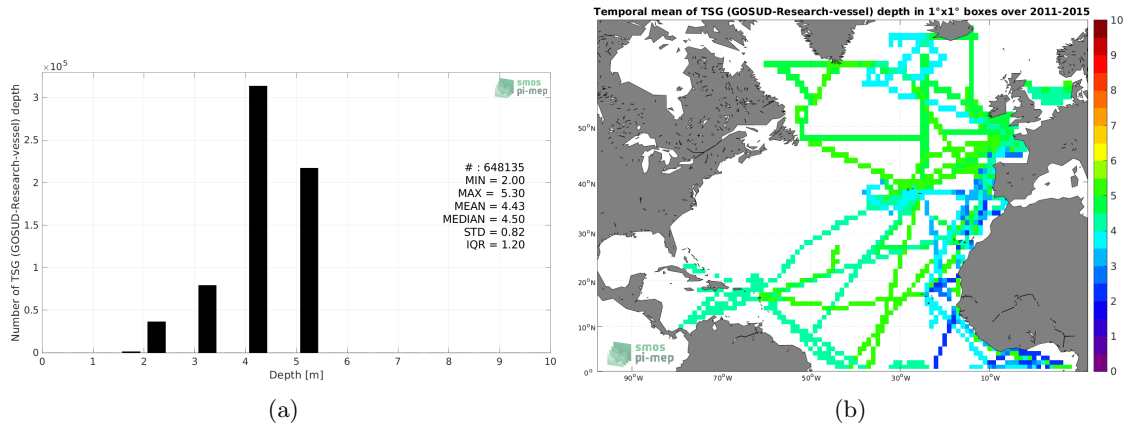 ×10⁵
3
2.5
2
1.5
1
0.5
0
0 1 2 3 4 5 6 7 8 9 10
Depth [m]
Number of TSG (GOSUD-Research-vessel) depth
smos
pi-mep
# : 648135
MIN = 2.00
MAX = 5.30
MEAN = 4.43
MEDIAN = 4.50
STD = 0.82
IQR = 1.20
(a)
Temporal mean of TSG (GOSUD-Research-vessel) depth in 1°x1° boxes over 2011-2015
50°N
40°N
30°N
20°N
10°N
0°
90°W 70°W 50°W 30°W 10°W
smos
pi-mep
10
9
8
7
6
5
4
3
2
1
0
(b)